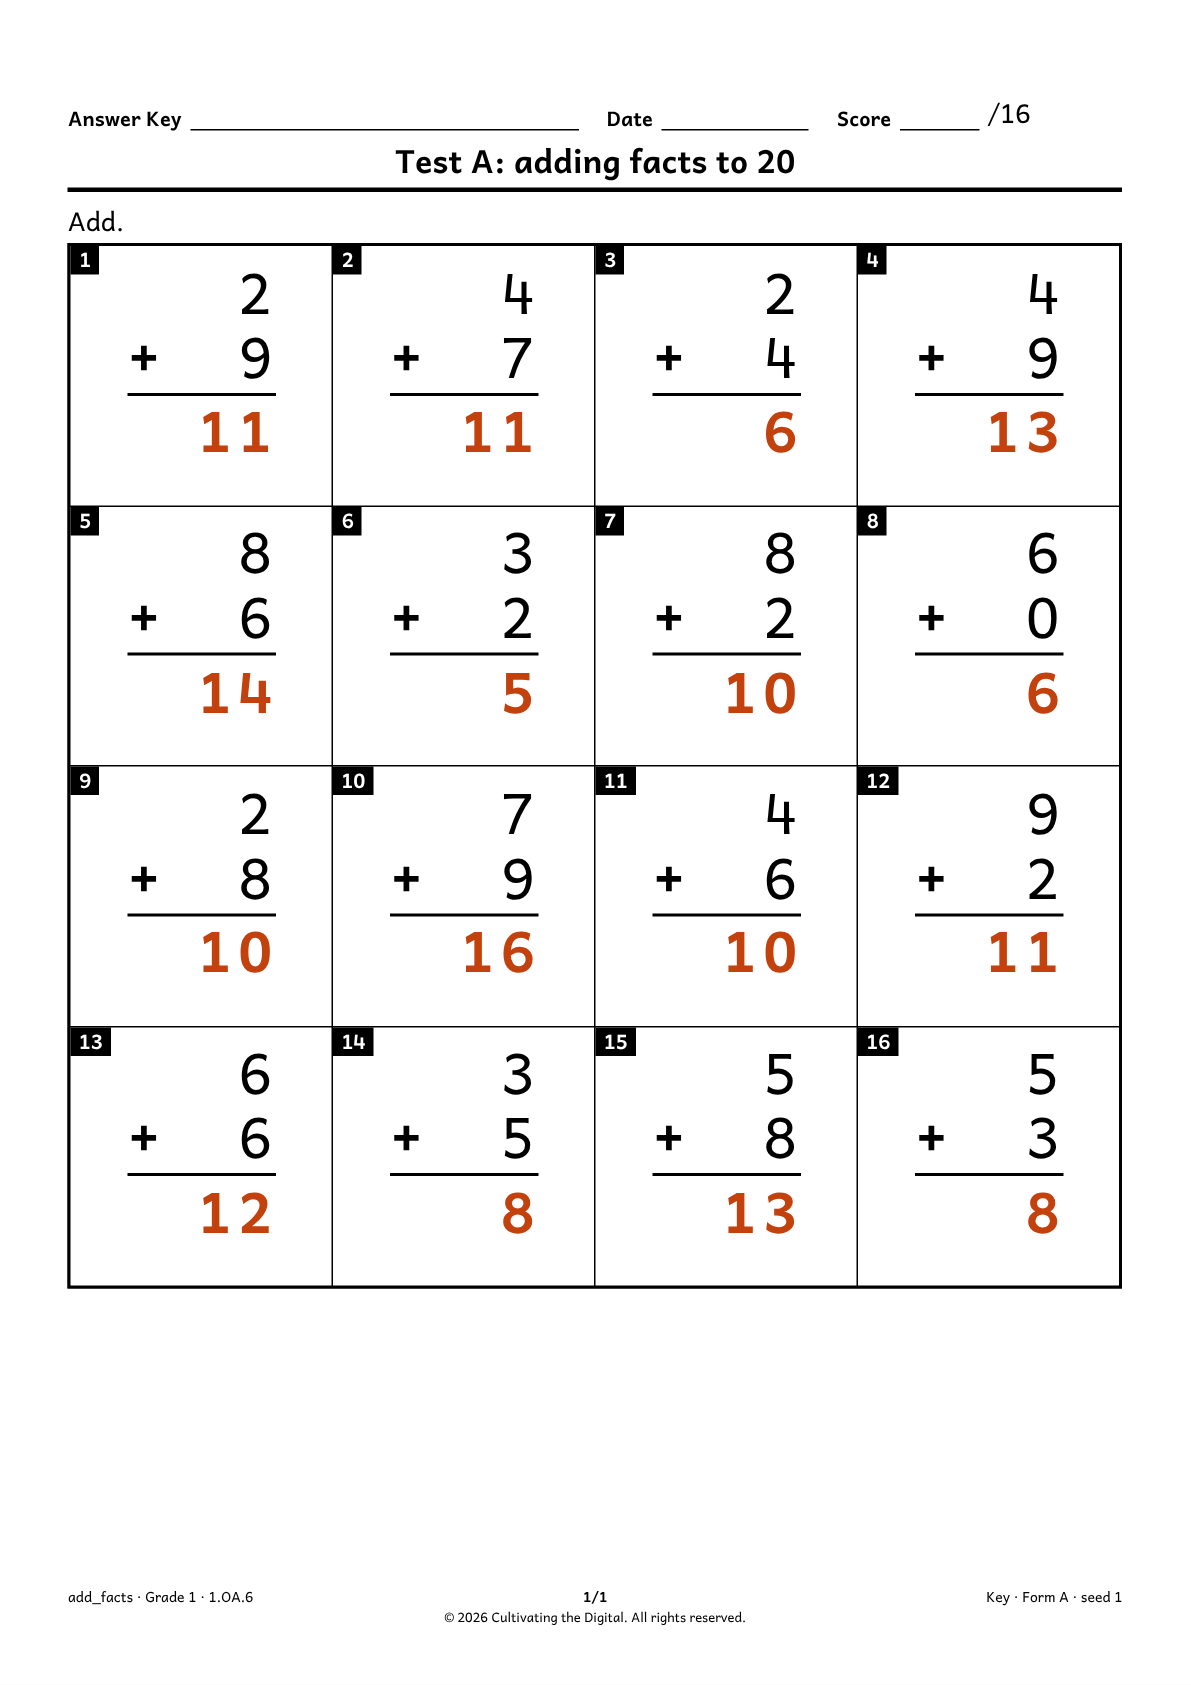 Answer Key Date Score /16
Test A: adding facts to 20
Add.
1 2 3 4
2 4 2 4
+ 9 + 7 + 4 + 9
11 11 6 13
5 6 7 8
8 3 8 6
+ 6 + 2 + 2 + 0
14 5 10 6
9 10 11 12
2 7 4 9
+ 8 + 9 + 6 + 2
10 16 10 11
13 14 15 16
6 3 5 5
+ 6 + 5 + 8 + 3
12 8 13 8
add_facts · Grade 1 · 1.OA.6 1/1 Key · Form A · seed 1
© 2026 Cultivating the Digital. All rights reserved.